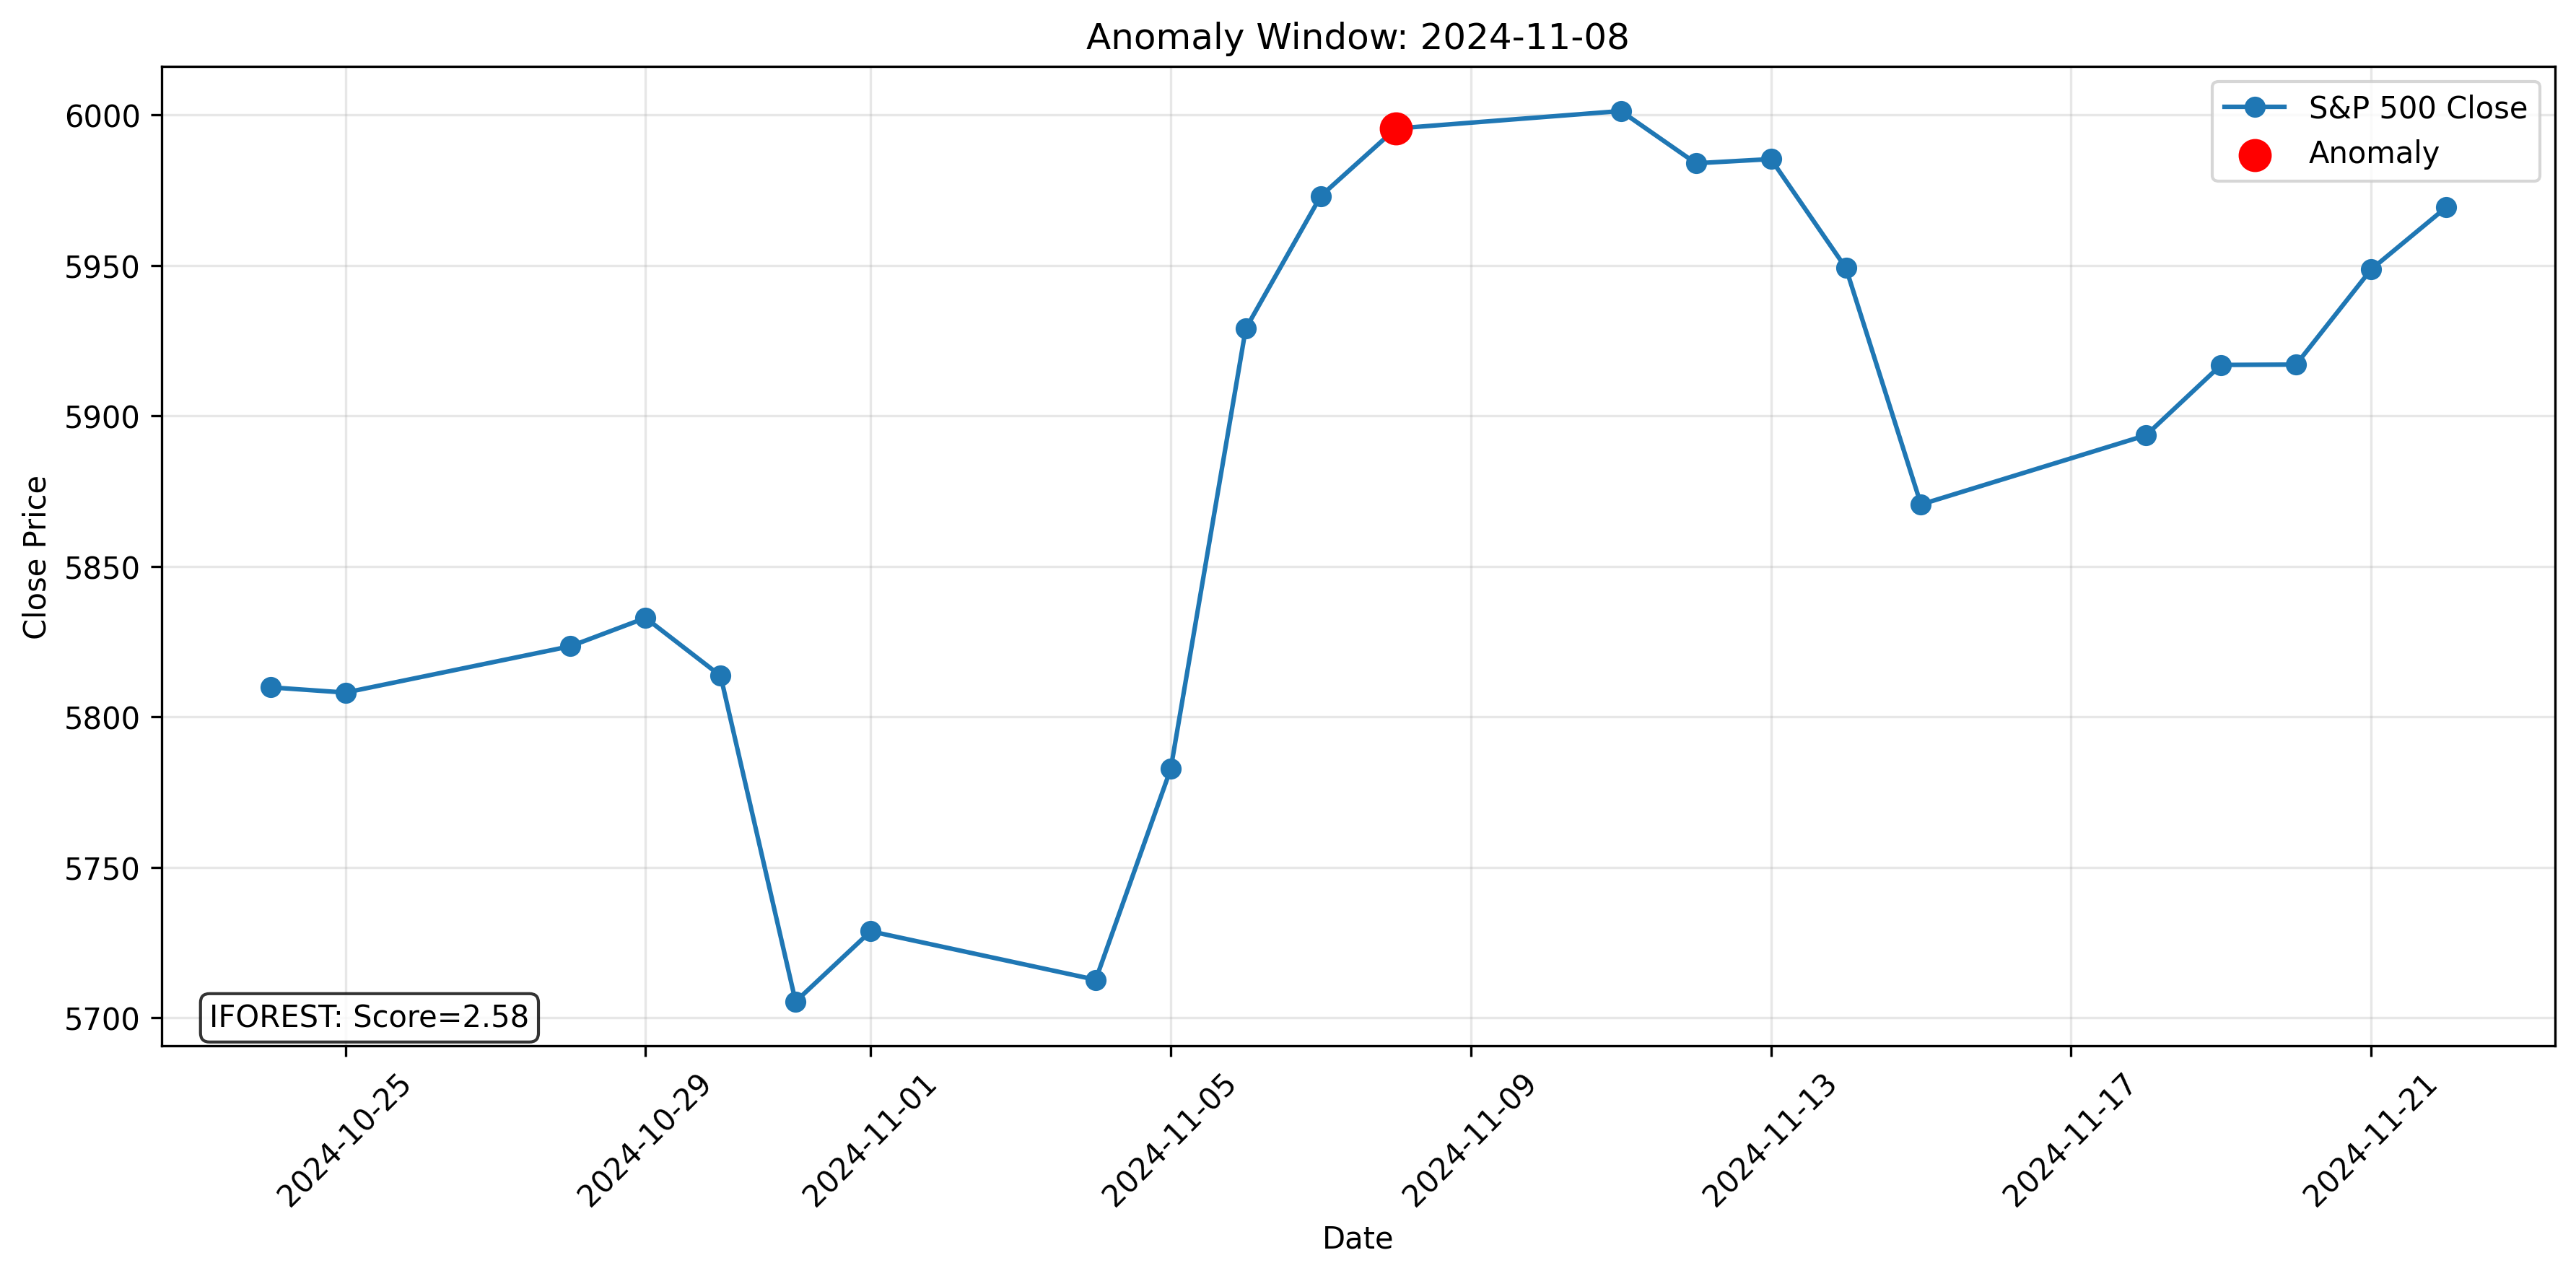 Anomaly Window: 2024-11-08
S&P 500 Close
Anomaly
6000
5950
5900
5850
5800
5750
5700
Close Price
IFOREST: Score=2.58
2024-10-25
2024-10-29
2024-11-01
2024-11-05
2024-11-09
2024-11-13
2024-11-17
2024-11-21
Date